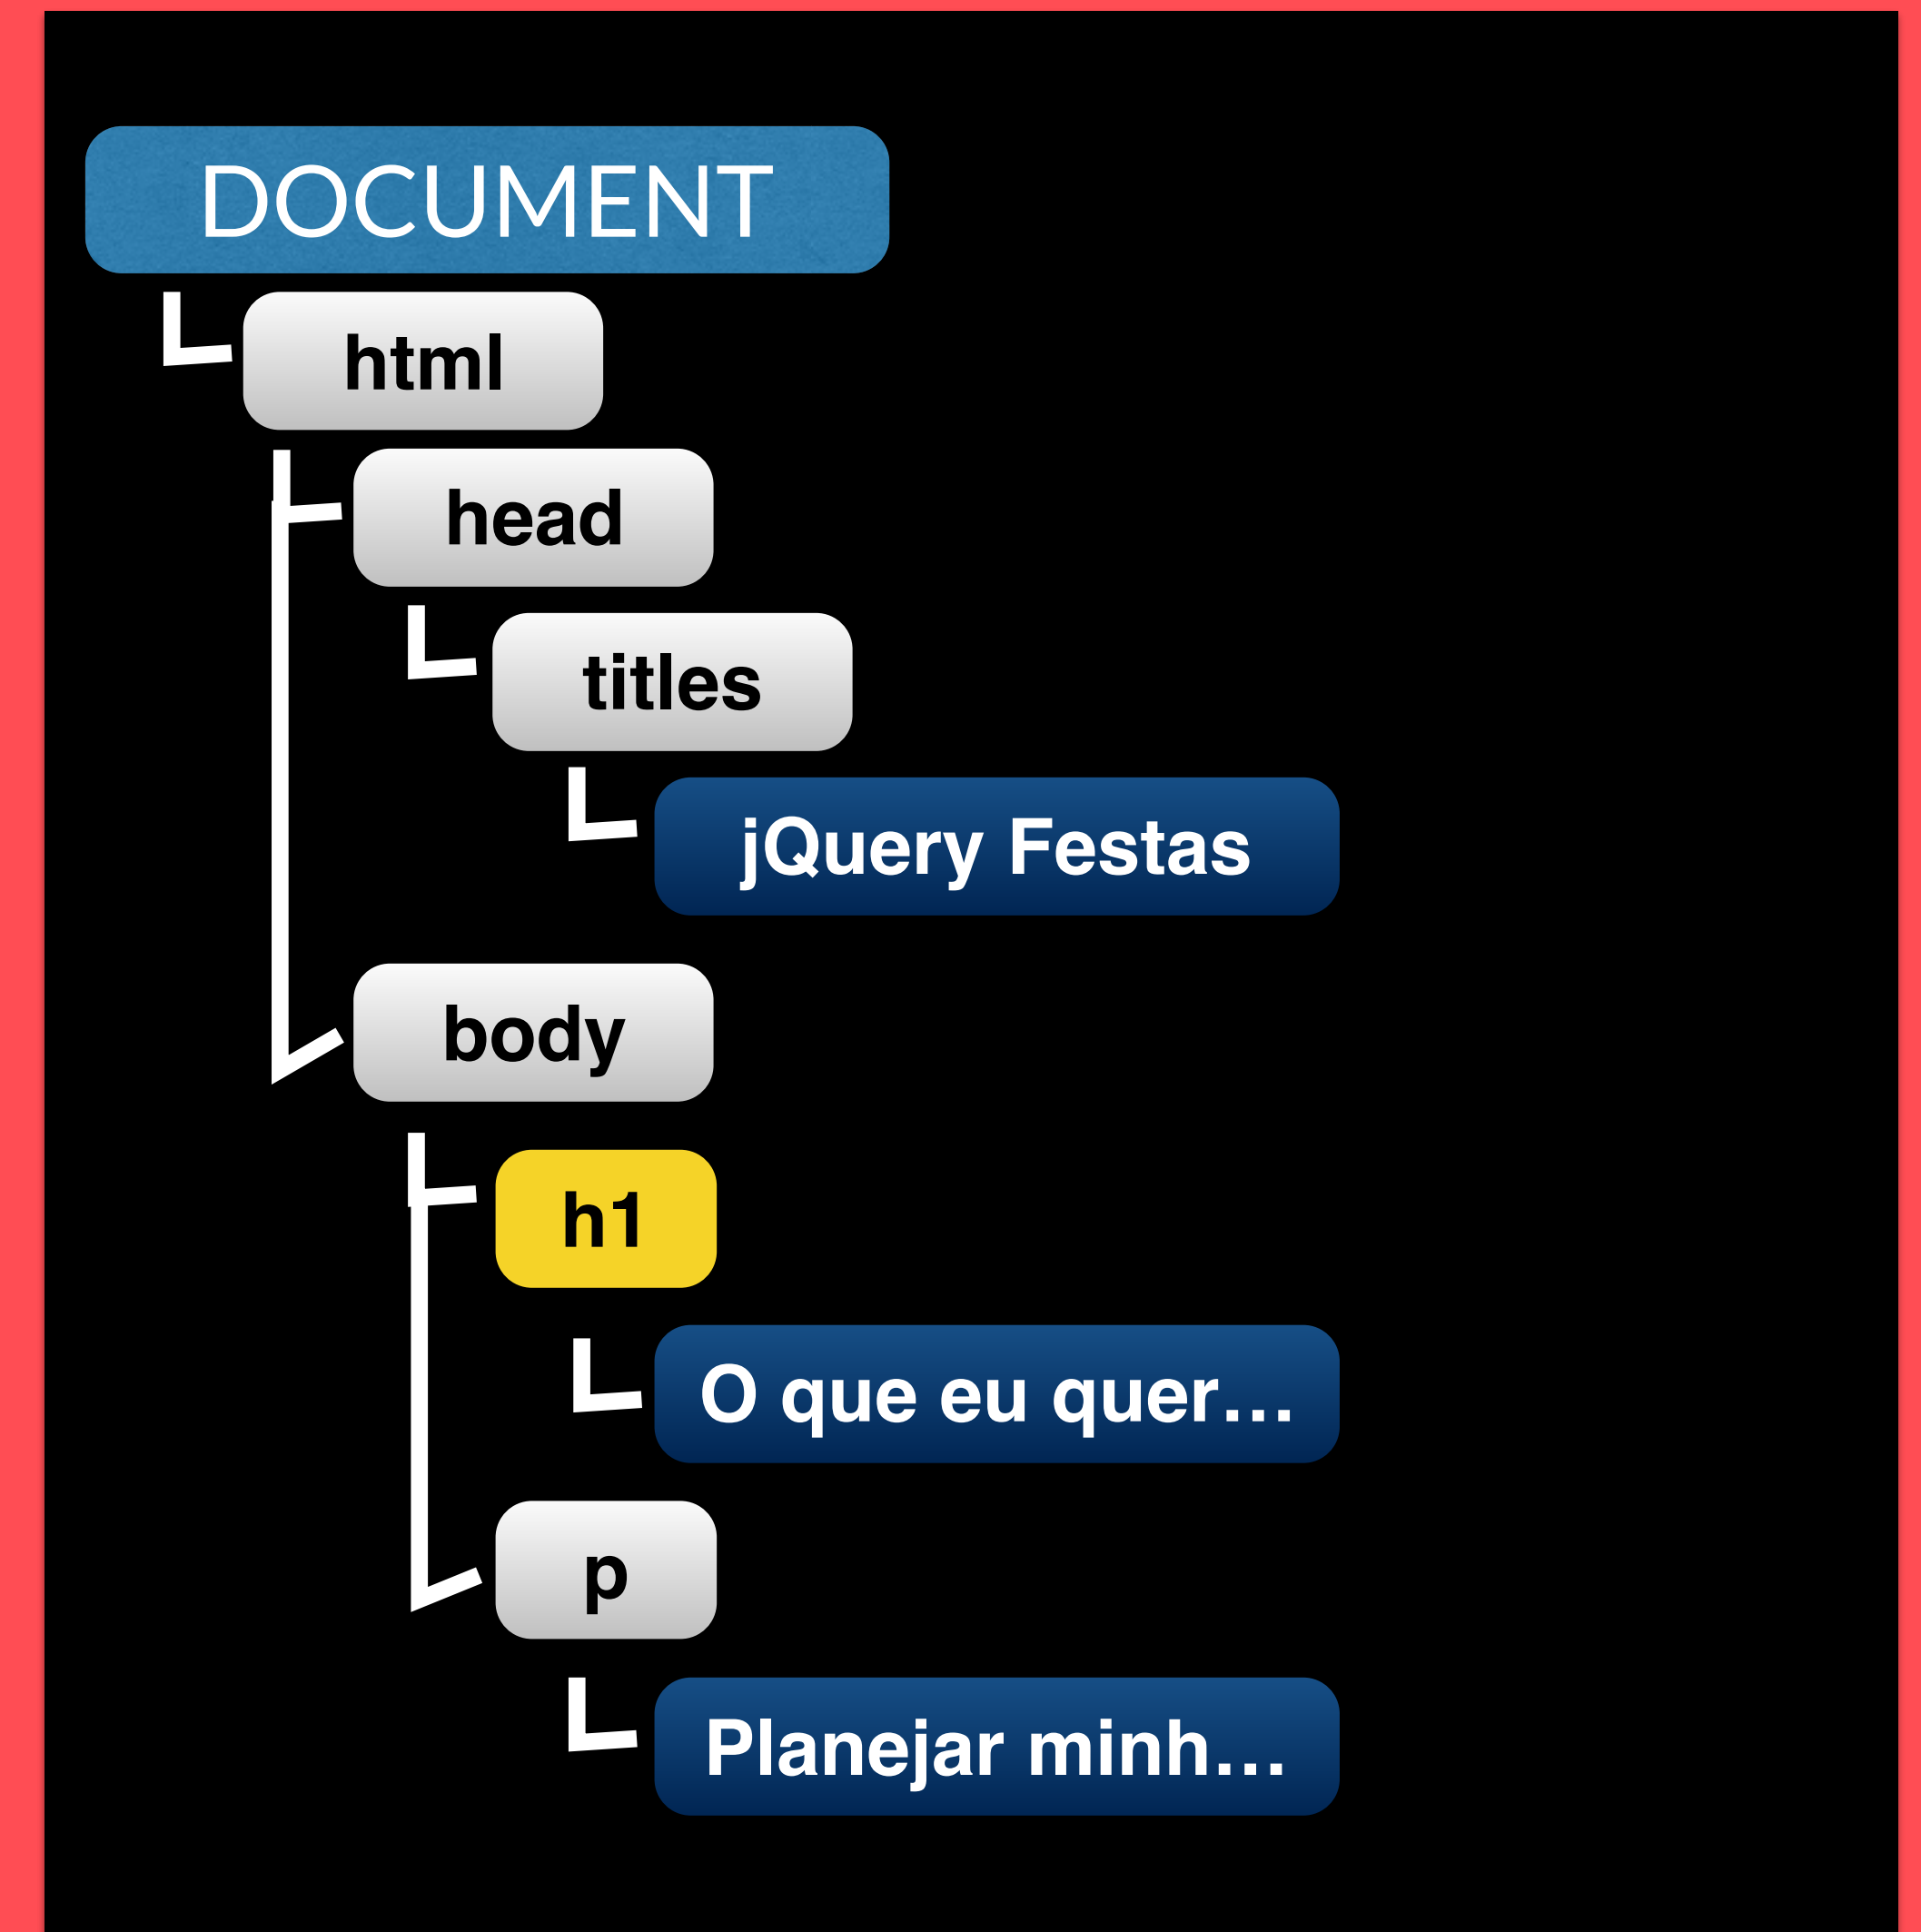 DOCUMENT
html
head
titles
jQuery Festas
body
h1
O que eu quer...
p
Planejar minh...